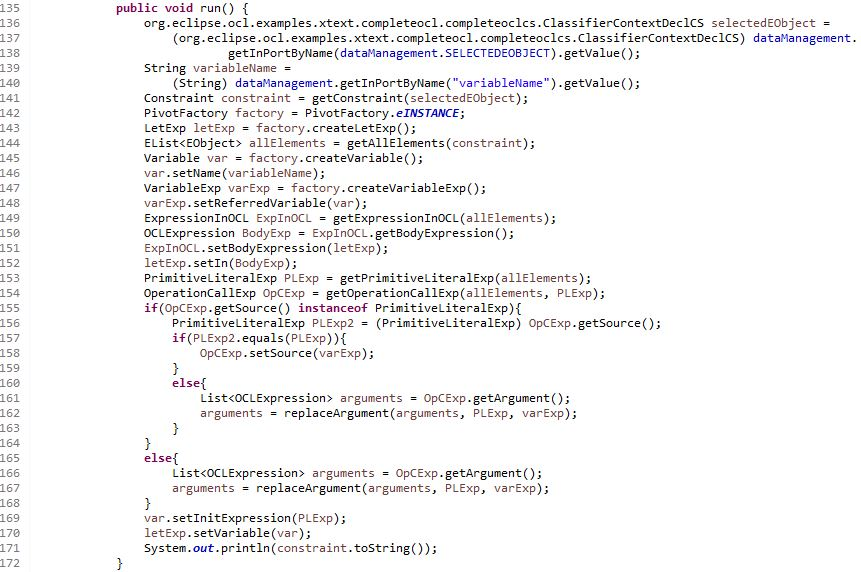 135 public void run() {
136 org.eclipse.ocl.examples.xtext.completeocl.completeoclcs.ClassifierContextDeclCS selectedEObject =
137 (org.eclipse.ocl.examples.xtext.completeocl.completeoclcs.ClassifierContextDeclCS) dataManagement.
138 getInPortByName(dataManagement.SELECTEDEOBJECT).getValue();
139 String variableName =
140 (String) dataManagement.getInPortByName("variableName").getValue();
141 Constraint constraint = getConstraint(selectedEObject);
142 PivotFactory factory = PivotFactory.eINSTANCE;
143 LetExp letExp = factory.createLetExp();
144 EList<EObject> allElements = getAllElements(constraint);
145 Variable var = factory.createVariable();
146 var.setName(variableName);
147 VariableExp varExp = factory.createVariableExp();
148 varExp.setReferredVariable(var);
149 ExpressionInOCL ExpInOCL = getExpressionInOCL(allElements);
150 OCLExpression BodyExp = ExpInOCL.getBodyExpression();
151 ExpInOCL.setBodyExpression(letExp);
152 letExp.setIn(BodyExp);
153 PrimitiveLiteralExp PLExp = getPrimitiveLiteralExp(allElements);
154 OperationCallExp OpCExp = getOperationCallExp(allElements, PLExp);
155 if(OpCExp.getSource() instanceof PrimitiveLiteralExp){
156 PrimitiveLiteralExp PLExp2 = (PrimitiveLiteralExp) OpCExp.getSource();
157 if(PLExp2.equals(PLExp)){
158 OpCExp.setSource(varExp);
159 }
160 else{
161 List<OCLExpression> arguments = OpCExp.getArgument();
162 arguments = replaceArgument(arguments, PLExp, varExp);
163 }
164 }
165 else{
166 List<OCLExpression> arguments = OpCExp.getArgument();
167 arguments = replaceArgument(arguments, PLExp, varExp);
168 }
169 var.setInitExpression(PLExp);
170 letExp.setVariable(var);
171 System.out.println(constraint.toString());
172 }